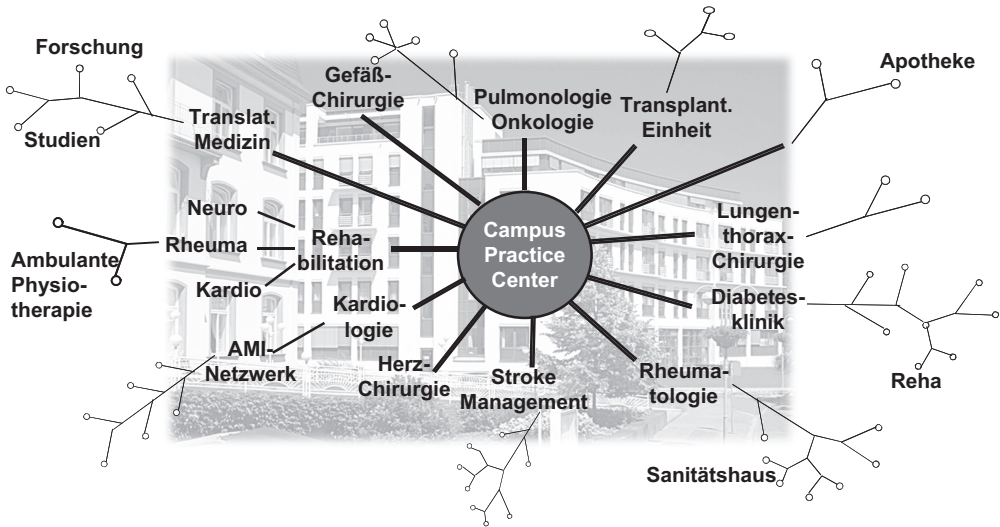 Forschung
Studien
Translat.
Medizin
Gefäß-
Chirurgie
Pulmonologie
Onkologie
Transplant.
Einheit
Apotheke
Neuro
Rheuma
Kardio
Reha-
bilitation
Ambulante
Physio-
therapie
Campus
Practice
Center
Lungen-
thorax-
Chirurgie
Diabetes-
klinik
Reha
Kardio-
logie
AMI-
Netzwerk
Herz-
Chirurgie
Stroke
Management
Rheuma-
tologie
Sanitätshaus